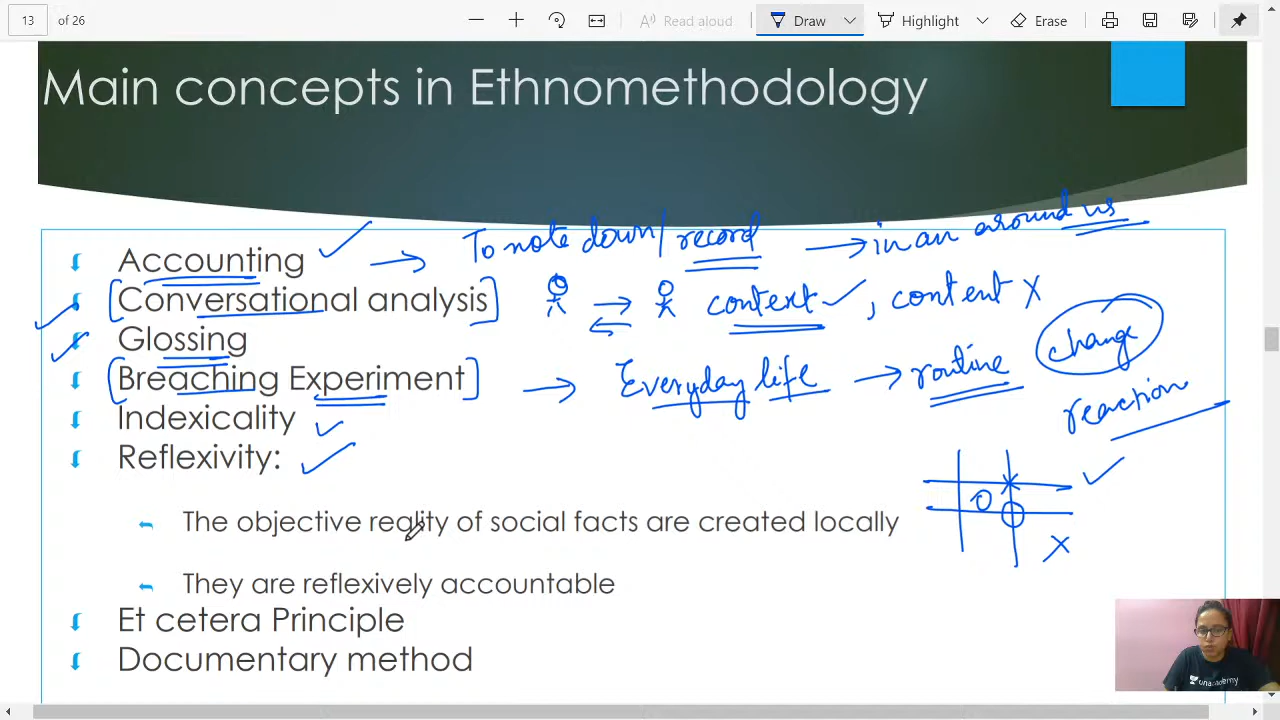 13 of 26 Read aloud Draw Highlight Erase
Main concepts in Ethnomethodology
Accounting → To note down/record → in an around us
Conversational analysis context ✓, content X
Glossing
Breaching Experiment → Everyday life → routine change
reaction
Indexicality
Reflexivity:
The objective reality of social facts are created locally
They are reflexively accountable
Et cetera Principle
Documentary method
unacademy